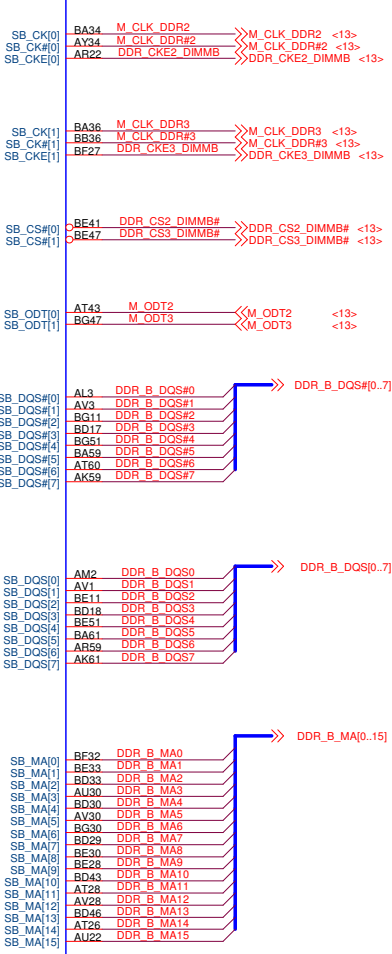 SB_CK[0] BA34 M_CLK_DDR2 M_CLK_DDR2 <13>
SB_CK#[0] AY34 M_CLK_DDR#2 M_CLK_DDR#2 <13>
SB_CKE[0] AR22 DDR_CKE2_DIMMB DDR_CKE2_DIMMB <13>
SB_CK[1] BA36 M_CLK_DDR3 M_CLK_DDR3 <13>
SB_CK#[1] BB36 M_CLK_DDR#3 M_CLK_DDR#3 <13>
SB_CKE[1] BF27 DDR_CKE3_DIMMB DDR_CKE3_DIMMB <13>
SB_CS#[0] BE41 DDR_CS2_DIMMB# DDR_CS2_DIMMB# <13>
SB_CS#[1] BE47 DDR_CS3_DIMMB# DDR_CS3_DIMMB# <13>
SB_ODT[0] AT43 M_ODT2 M_ODT2 <13>
SB_ODT[1] BG47 M_ODT3 M_ODT3 <13>
DDR_B_DQS#[0..7]
SB_DQS#[0] AL3 DDR_B_DQS#0
SB_DQS#[1] AV3 DDR_B_DQS#1
SB_DQS#[2] BG11 DDR_B_DQS#2
SB_DQS#[3] BD17 DDR_B_DQS#3
SB_DQS#[4] BG51 DDR_B_DQS#4
SB_DQS#[5] BA59 DDR_B_DQS#5
SB_DQS#[6] AT60 DDR_B_DQS#6
SB_DQS#[7] AK59 DDR_B_DQS#7
DDR_B_DQS[0..7]
SB_DQS[0] AM2 DDR_B_DQS0
SB_DQS[1] AV1 DDR_B_DQS1
SB_DQS[2] BE11 DDR_B_DQS2
SB_DQS[3] BD18 DDR_B_DQS3
SB_DQS[4] BE51 DDR_B_DQS4
SB_DQS[5] BA61 DDR_B_DQS5
SB_DQS[6] AR59 DDR_B_DQS6
SB_DQS[7] AK61 DDR_B_DQS7
DDR_B_MA[0..15]
SB_MA[0] BF32 DDR_B_MA0
SB_MA[1] BE33 DDR_B_MA1
SB_MA[2] BD33 DDR_B_MA2
SB_MA[3] AU30 DDR_B_MA3
SB_MA[4] BD30 DDR_B_MA4
SB_MA[5] AV30 DDR_B_MA5
SB_MA[6] BG30 DDR_B_MA6
SB_MA[7] BD29 DDR_B_MA7
SB_MA[8] BE30 DDR_B_MA8
SB_MA[9] BE28 DDR_B_MA9
SB_MA[10] BD43 DDR_B_MA10
SB_MA[11] AT28 DDR_B_MA11
SB_MA[12] AV28 DDR_B_MA12
SB_MA[13] BD46 DDR_B_MA13
SB_MA[14] AT26 DDR_B_MA14
SB_MA[15] AU22 DDR_B_MA15